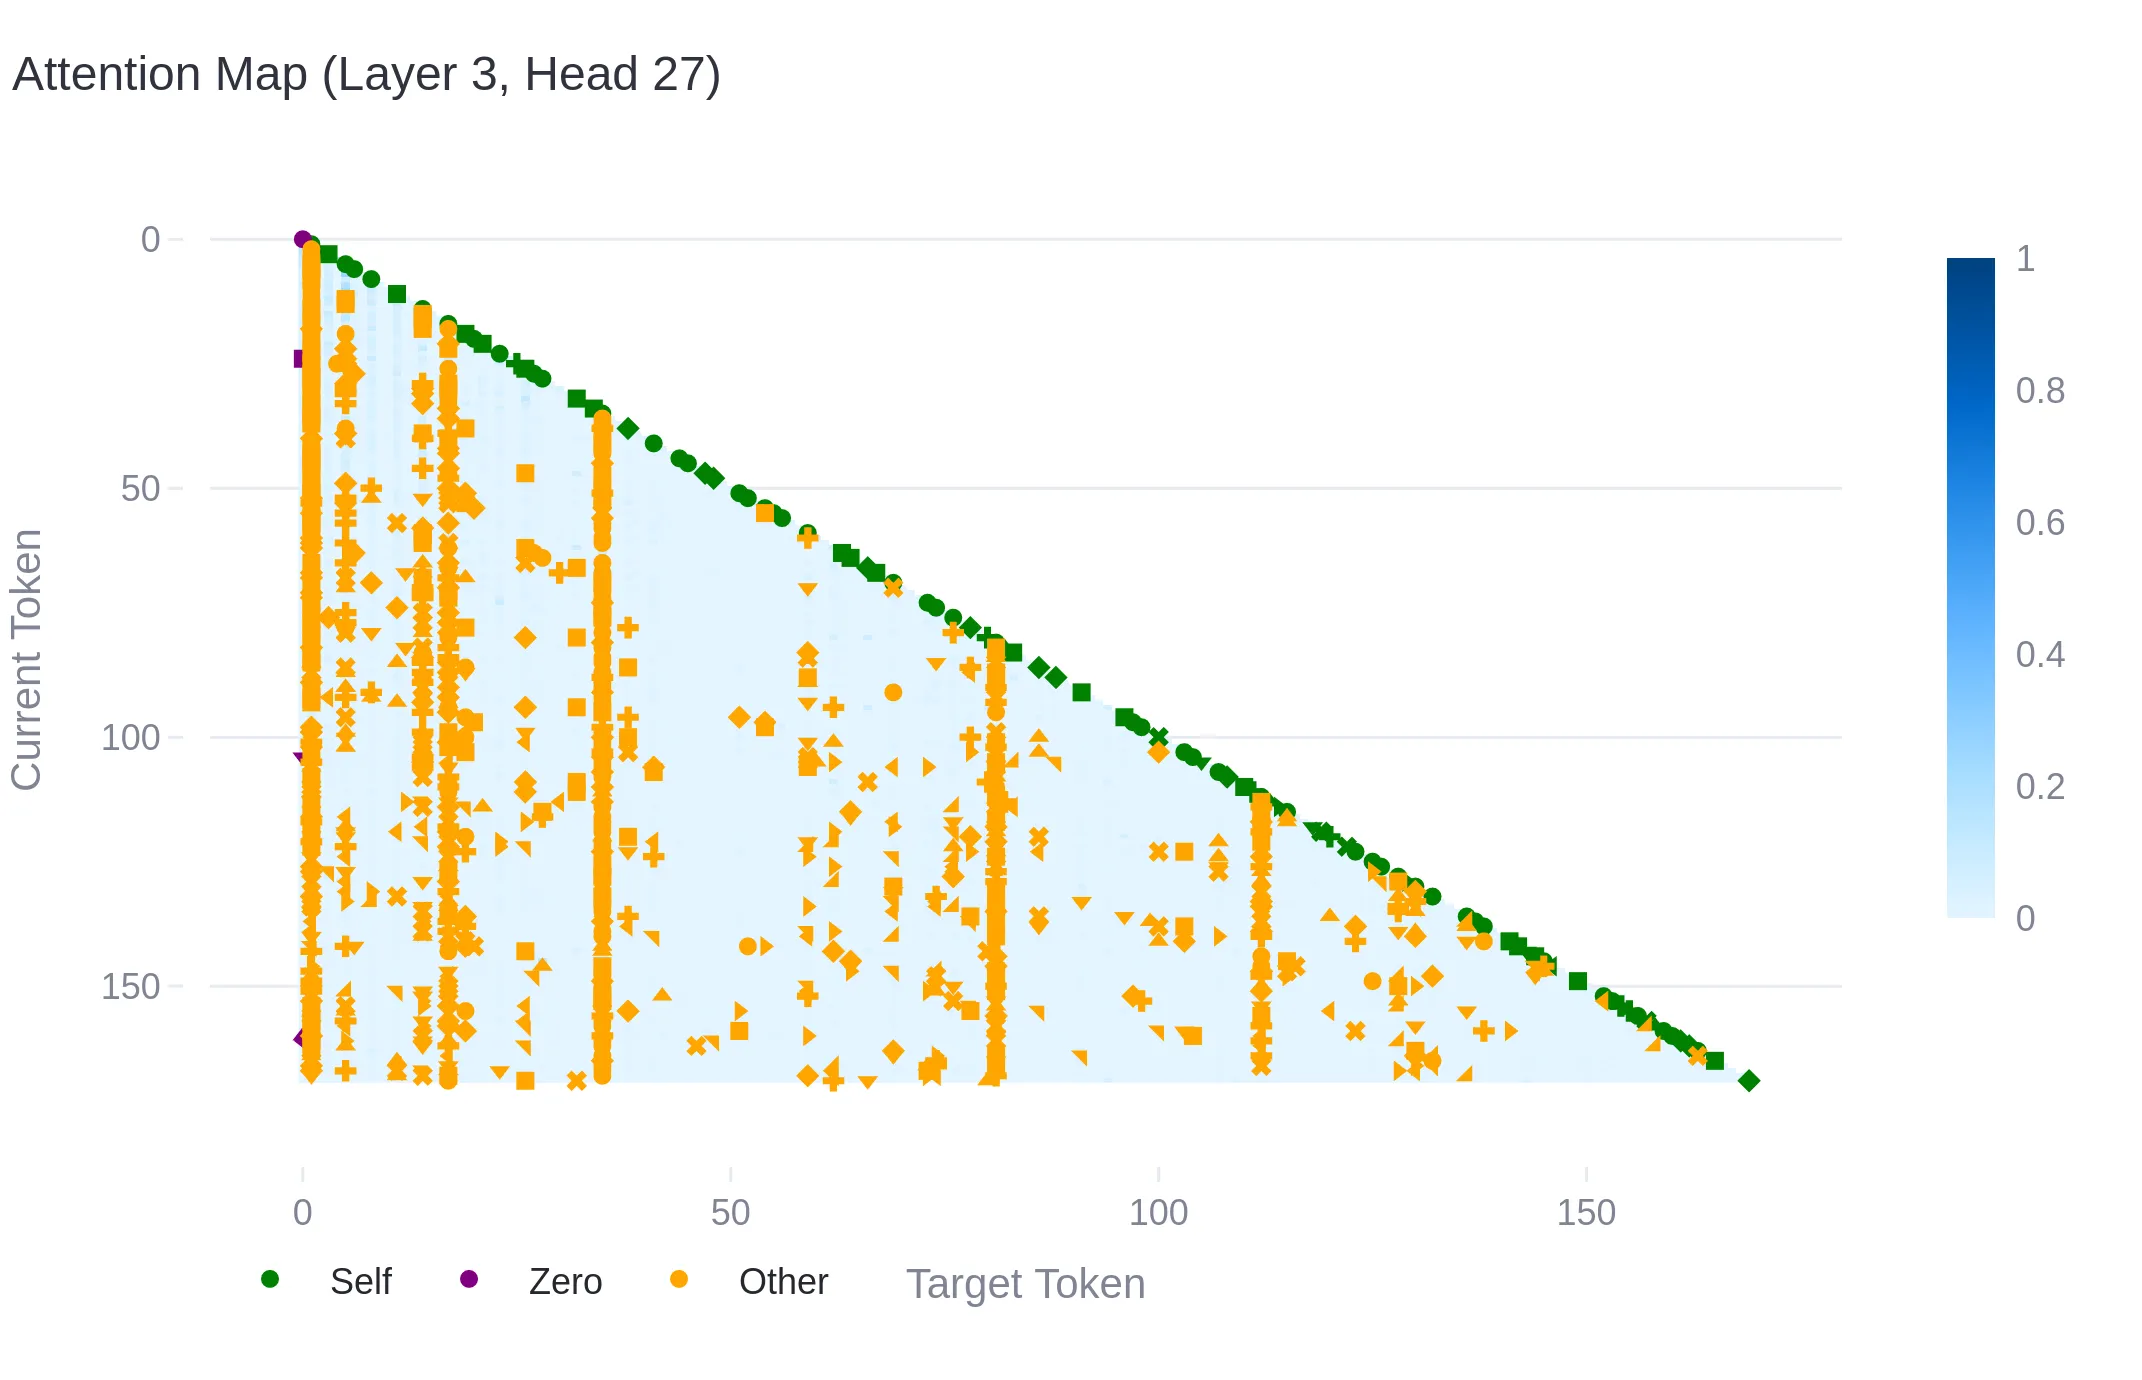 Attention Map (Layer 3, Head 27)
0
50
100
150
Current Token
1
0.8
0.6
0.4
0.2
0
0 50 100 150
Self Zero Other Target Token